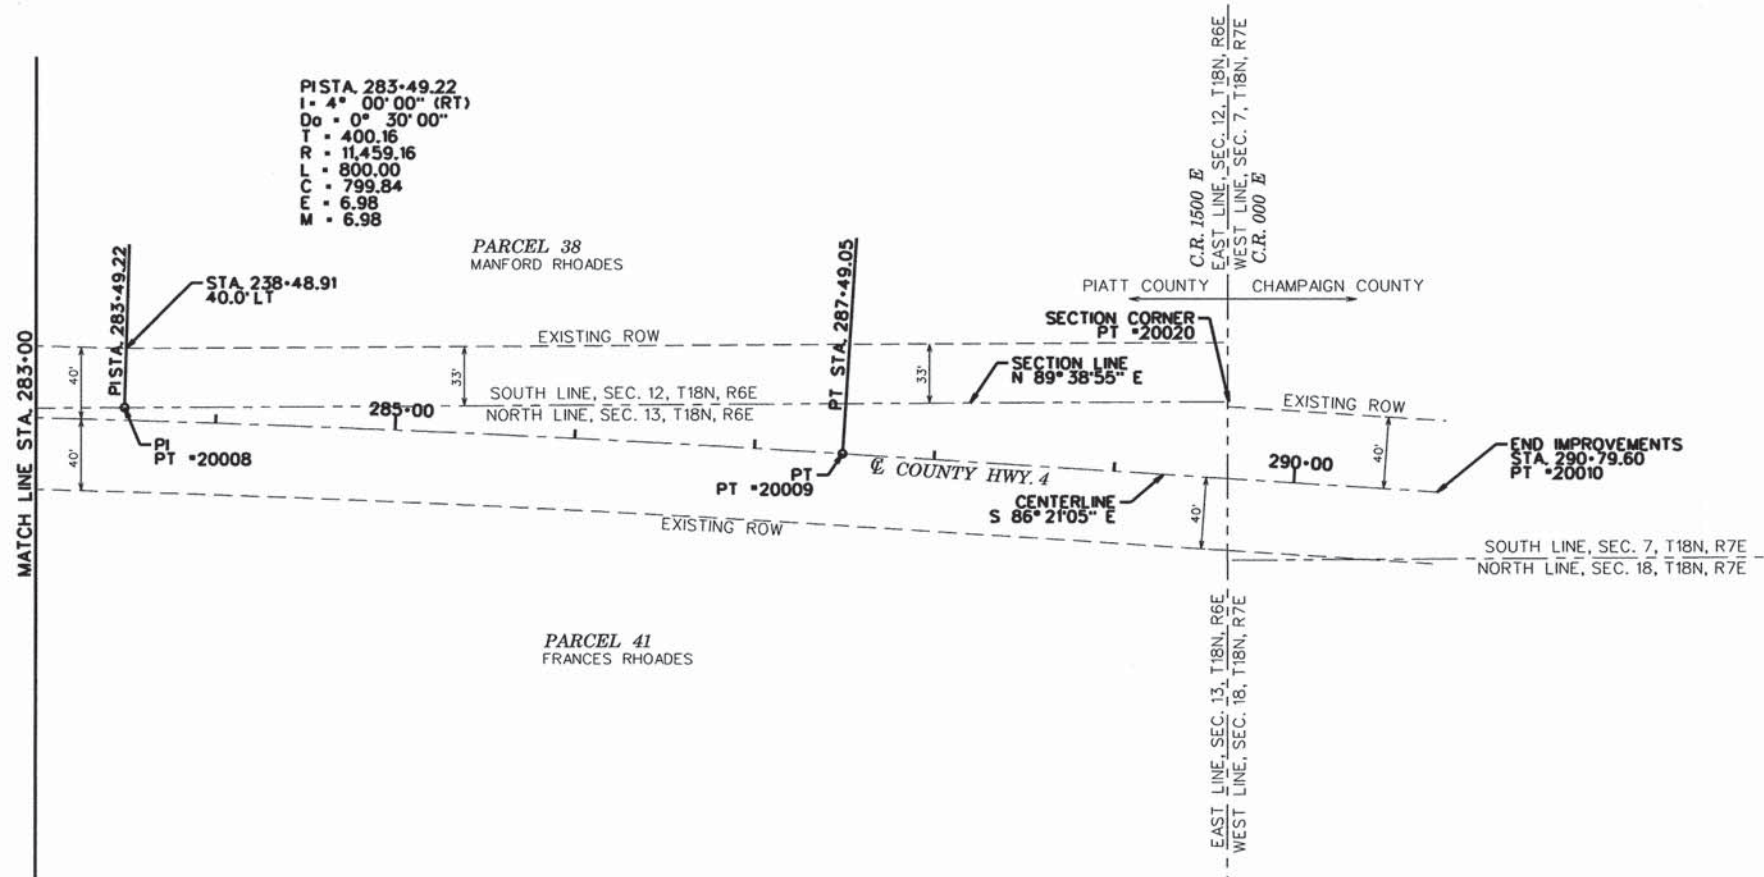 MATCH LINE STA. 283+00
PI STA. 283+49.22
I = 4° 00' 00" (RT)
Da = 0° 30' 00"
T = 400.16
R = 11,459.16
L = 800.00
C = 799.84
E = 6.98
M = 6.98
PARCEL 38
MANFORD RHOADES
PI STA. 283+49.22
STA. 238+48.91
40.0' LT
PT STA. 287+49.05
EXISTING ROW
40'
40'
33'
33'
SOUTH LINE, SEC. 12, T18N, R6E
NORTH LINE, SEC. 13, T18N, R6E
285+00
PI
PT #20008
PT
PT #20009
℄ COUNTY HWY. 4
EXISTING ROW
CENTERLINE
S 86° 21'05" E
SECTION LINE
N 89° 38'55" E
SECTION CORNER
PT #20020
PIATT COUNTY
CHAMPAIGN COUNTY
C.R. 1500 E
EAST LINE, SEC. 12, T18N, R6E
WEST LINE, SEC. 7, T18N, R7E
C.R. 000 E
EXISTING ROW
40'
40'
290+00
END IMPROVEMENTS
STA. 290+79.60
PT #20010
SOUTH LINE, SEC. 7, T18N, R7E
NORTH LINE, SEC. 18, T18N, R7E
EAST LINE, SEC. 13, T18N, R6E
WEST LINE, SEC. 18, T18N, R7E
PARCEL 41
FRANCES RHOADES